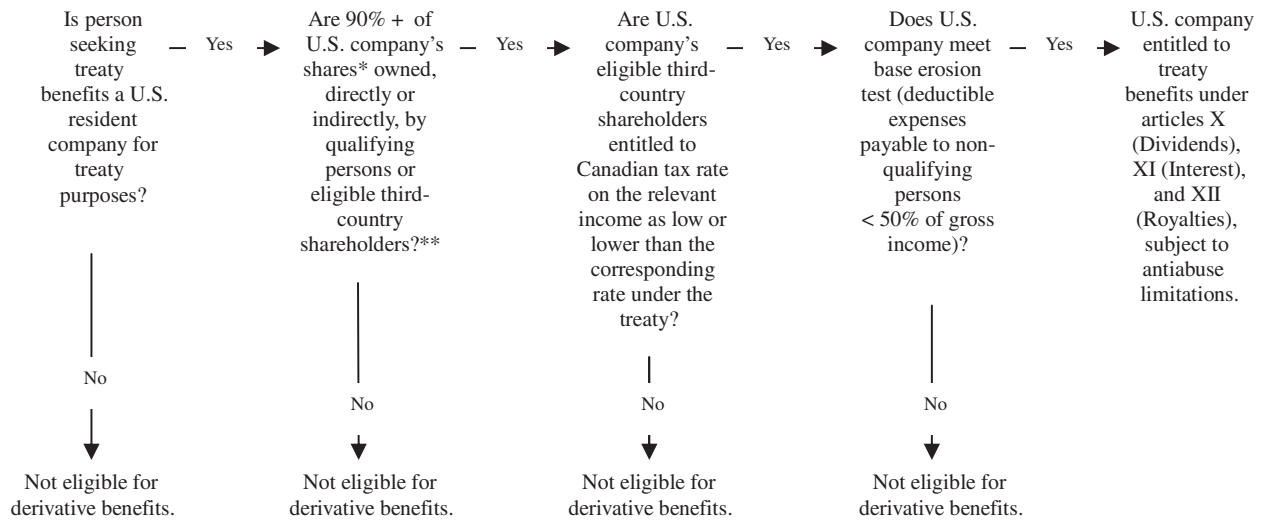 Is person
seeking
treaty
benefits a U.S.
resident
company for
treaty
purposes?
Yes
Are 90% + of
U.S. company's
shares* owned,
directly or
indirectly, by
qualifying
persons or
eligible third-
country
shareholders?**
Yes
Are U.S.
company's
eligible third-
country
shareholders
entitled to
Canadian tax rate
on the relevant
income as low or
lower than the
corresponding
rate under the
treaty?
Yes
Does U.S.
company meet
base erosion
test (deductible
expenses
payable to non-
qualifying
persons
< 50% of gross
income)?
Yes
U.S. company
entitled to
treaty
benefits under
articles X
(Dividends),
XI (Interest),
and XII
(Royalties),
subject to
antiabuse
limitations.
No
No
No
No
Not eligible for
derivative benefits.
Not eligible for
derivative benefits.
Not eligible for
derivative benefits.
Not eligible for
derivative benefits.